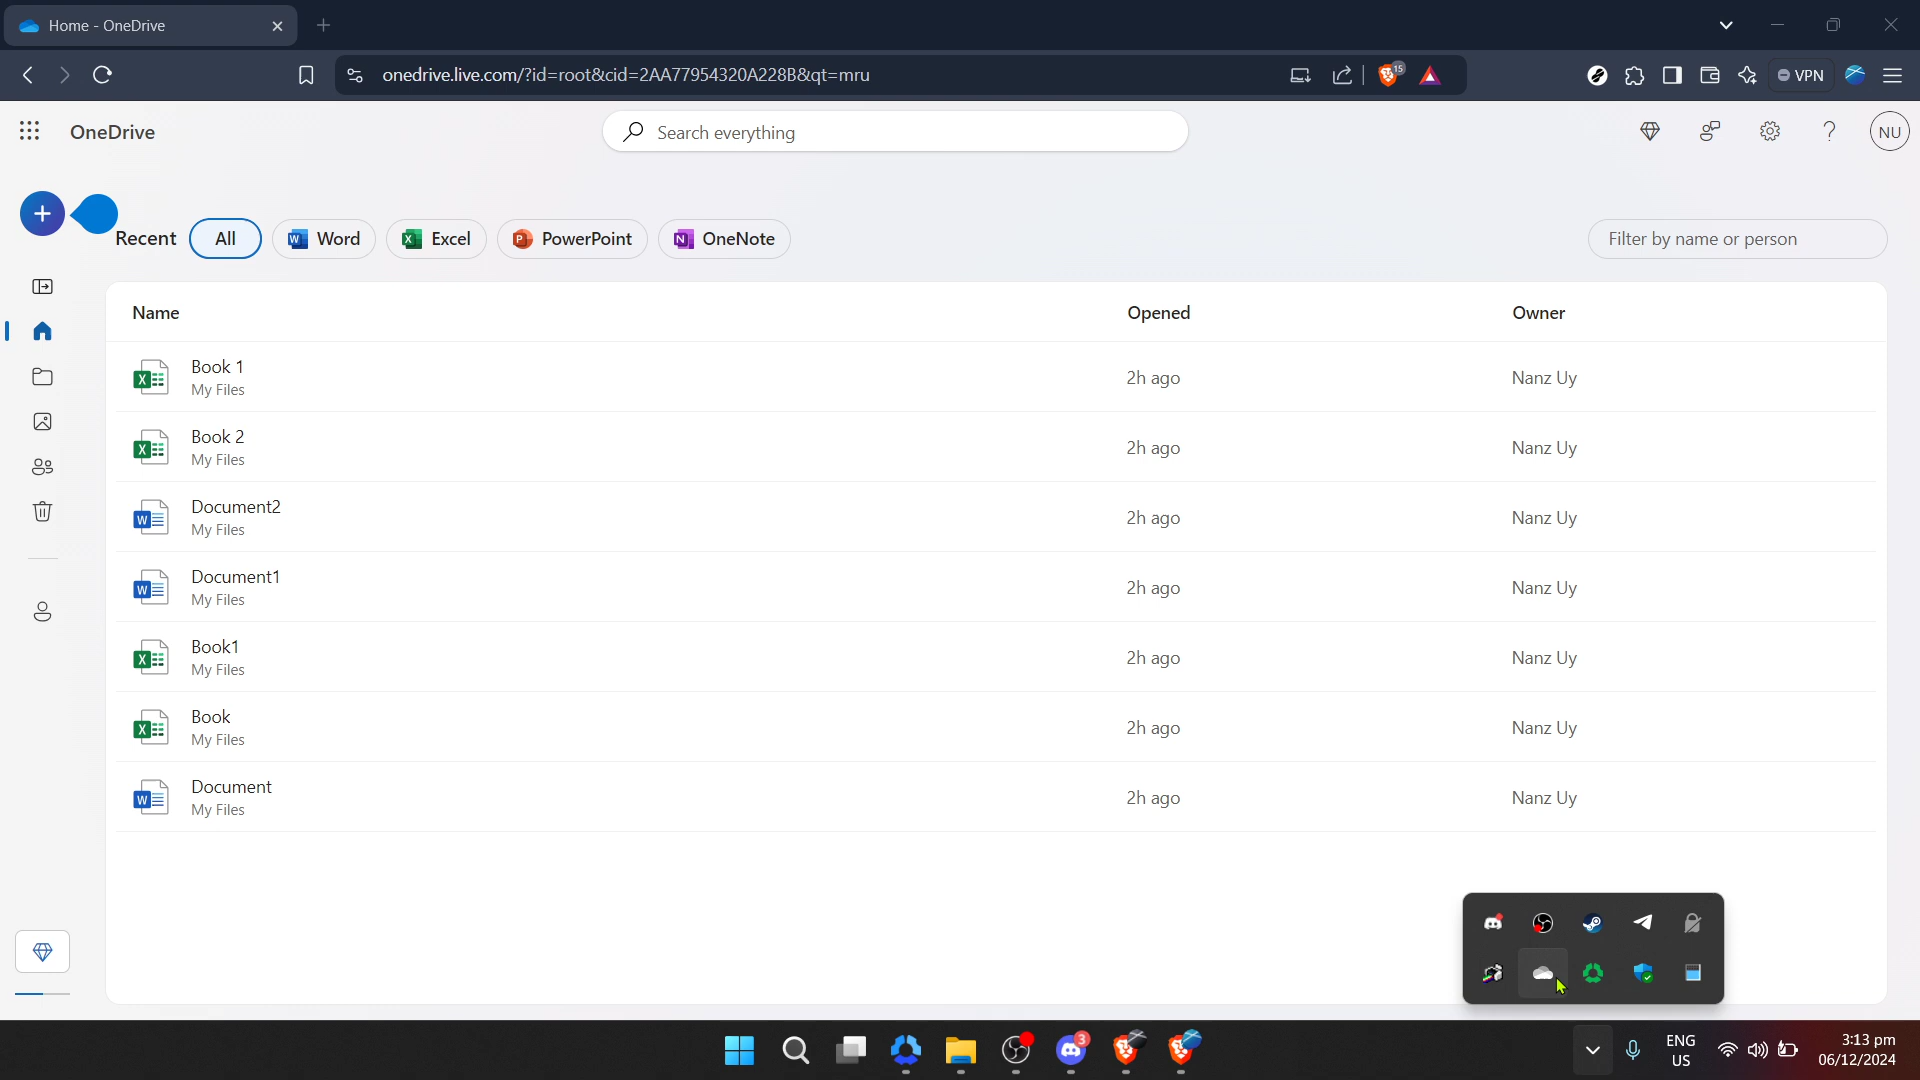 Home - OneDrive
onedrive.live.com/?id=root&cid=2AA77954320A228B&qt=mru
15
VPN
OneDrive
Search everything
NU
Recent
All
Word
Excel
PowerPoint
OneNote
Filter by name or person
Name
Opened
Owner
Book 1
My Files
2h ago
Nanz Uy
Book 2
My Files
2h ago
Nanz Uy
Document2
My Files
2h ago
Nanz Uy
Document1
My Files
2h ago
Nanz Uy
Book1
My Files
2h ago
Nanz Uy
Book
My Files
2h ago
Nanz Uy
Document
My Files
2h ago
Nanz Uy
3
ENG
US
3:13 pm
06/12/2024